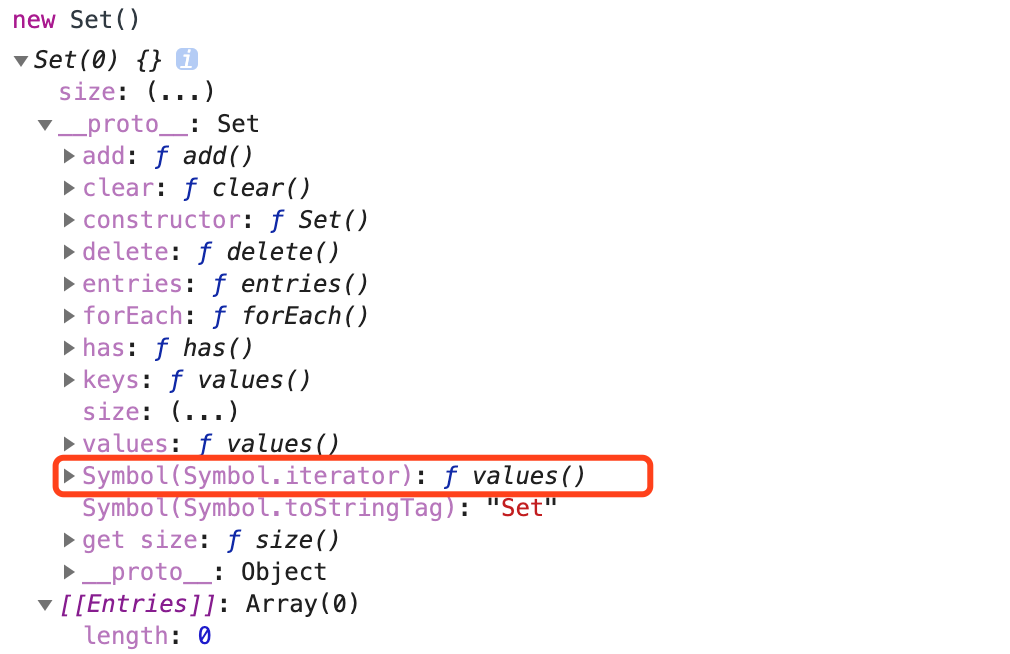 new Set()
▼Set(0) {} i
size: (...)
▼__proto__: Set
▶add: ƒ add()
▶clear: ƒ clear()
▶constructor: ƒ Set()
▶delete: ƒ delete()
▶entries: ƒ entries()
▶forEach: ƒ forEach()
▶has: ƒ has()
▶keys: ƒ values()
size: (...)
▶values: ƒ values()
▶Symbol(Symbol.iterator): ƒ values()
Symbol(Symbol.toStringTag): "Set"
▶get size: ƒ size()
▶__proto__: Object
▼[[Entries]]: Array(0)
length: 0